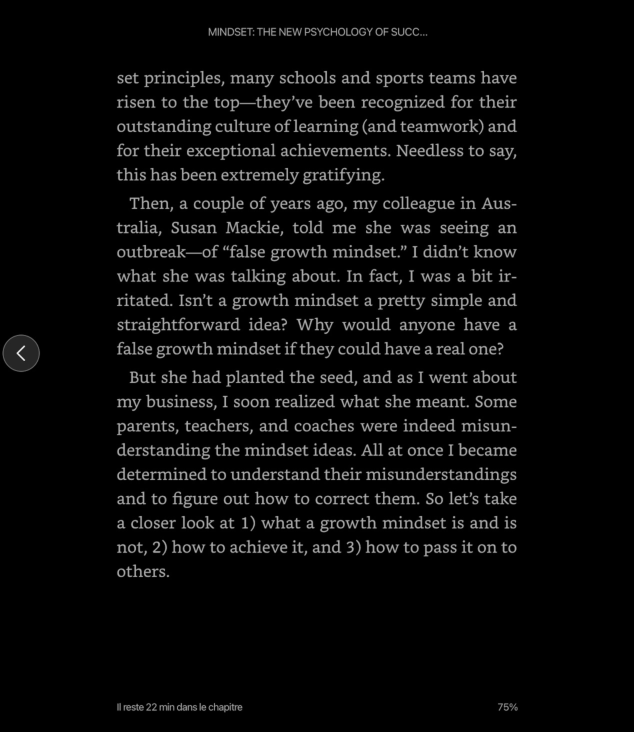 MINDSET: THE NEW PSYCHOLOGY OF SUCC...
set principles, many schools and sports teams have
risen to the top—they’ve been recognized for their
outstanding culture of learning (and teamwork) and
for their exceptional achievements. Needless to say,
this has been extremely gratifying.
Then, a couple of years ago, my colleague in Aus-
tralia, Susan Mackie, told me she was seeing an
outbreak—of “false growth mindset.” I didn’t know
what she was talking about. In fact, I was a bit ir-
ritated. Isn’t a growth mindset a pretty simple and
straightforward idea? Why would anyone have a
false growth mindset if they could have a real one?
But she had planted the seed, and as I went about
my business, I soon realized what she meant. Some
parents, teachers, and coaches were indeed misun-
derstanding the mindset ideas. All at once I became
determined to understand their misunderstandings
and to figure out how to correct them. So let’s take
a closer look at 1) what a growth mindset is and is
not, 2) how to achieve it, and 3) how to pass it on to
others.
Il reste 22 min dans le chapitre
75%